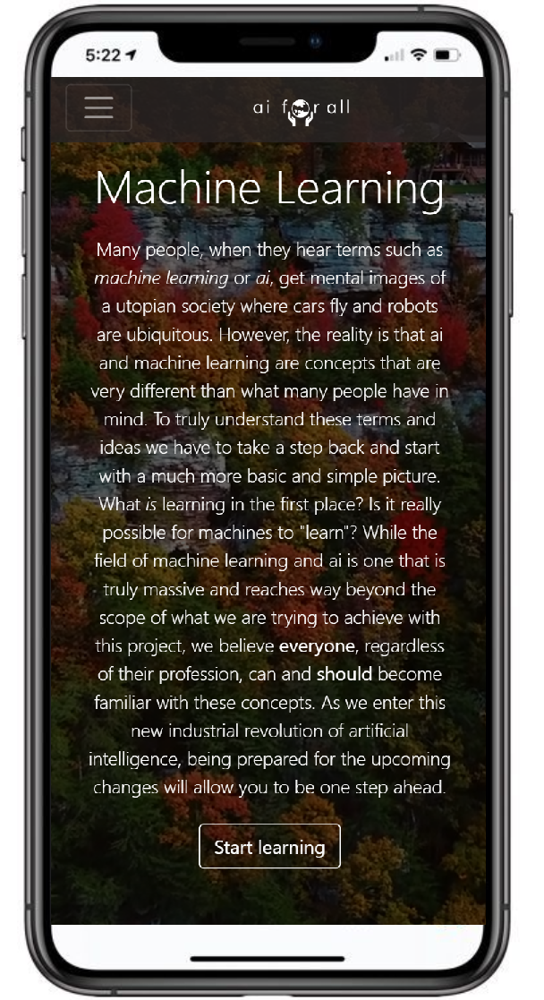 5:22
ai for all
Machine Learning
Many people, when they hear terms such as
machine learning or ai, get mental images of
a utopian society where cars fly and robots
are ubiquitous. However, the reality is that ai
and machine learning are concepts that are
very different than what many people have in
mind. To truly understand these terms and
ideas we have to take a step back and start
with a much more basic and simple picture.
What is learning in the first place? Is it really
possible for machines to "learn"? While the
field of machine learning and ai is one that is
truly massive and reaches way beyond the
scope of what we are trying to achieve with
this project, we believe everyone, regardless
of their profession, can and should become
familiar with these concepts. As we enter this
new industrial revolution of artificial
intelligence, being prepared for the upcoming
changes will allow you to be one step ahead.
Start learning